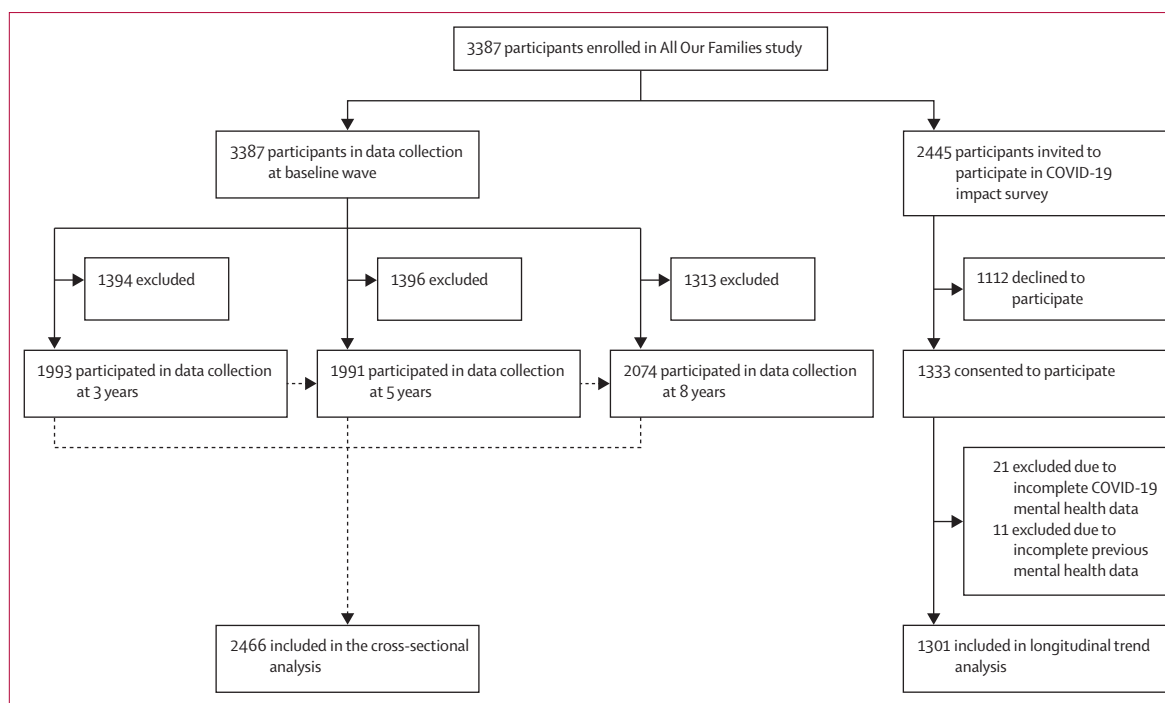 3387 participants enrolled in All Our Families study
3387 participants in data collection
at baseline wave
2445 participants invited to
participate in COVID-19
impact survey
1394 excluded
1396 excluded
1313 excluded
1112 declined to
participate
1993 participated in data collection
at 3 years
1991 participated in data collection
at 5 years
2074 participated in data collection
at 8 years
1333 consented to participate
21 excluded due to
incomplete COVID-19
mental health data
11 excluded due to
incomplete previous
mental health data
2466 included in the cross-sectional
analysis
1301 included in longitudinal trend
analysis